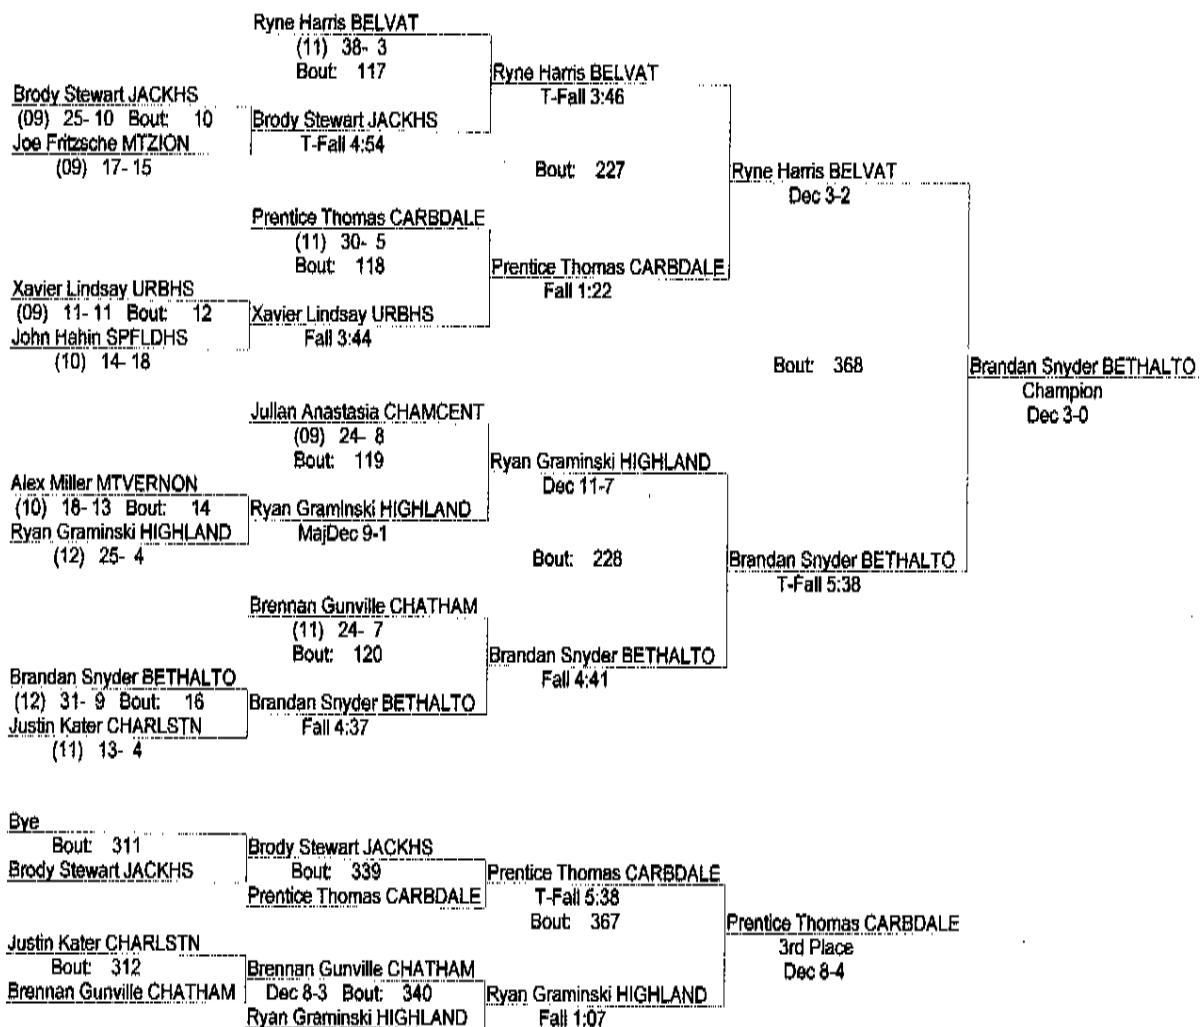 Ryne Harris BELVAT
(11) 38- 3
Bout: 117
Ryne Harris BELVAT
T-Fall 3:46
Brody Stewart JACKHS
(09) 25- 10 Bout: 10
Brody Stewart JACKHS
Joe Fritzsche MTZION
T-Fall 4:54
(09) 17- 15
Bout: 227
Ryne Harris BELVAT
Dec 3-2
Prentice Thomas CARBDALE
(11) 30- 5
Bout: 118
Prentice Thomas CARBDALE
Fall 1:22
Xavier Lindsay URBHS
(09) 11- 11 Bout: 12
Xavier Lindsay URBHS
John Hahin SPFLDHS
Fall 3:44
(10) 14- 18
Bout: 368
Brandan Snyder BETHALTO
Champion
Dec 3-0
Julian Anastasia CHAMCENT
(09) 24- 8
Bout: 119
Ryan Graminski HIGHLAND
Dec 11-7
Alex Miller MTVERNON
(10) 18- 13 Bout: 14
Ryan Graminski HIGHLAND
Ryan Graminski HIGHLAND
MajDec 9-1
(12) 25- 4
Bout: 228
Brandan Snyder BETHALTO
T-Fall 5:38
Brennan Gunville CHATHAM
(11) 24- 7
Bout: 120
Brandan Snyder BETHALTO
Fall 4:41
Brandan Snyder BETHALTO
(12) 31- 9 Bout: 16
Brandan Snyder BETHALTO
Justin Kater CHARLSTN
Fall 4:37
(11) 13- 4
Bye
Bout: 311
Brody Stewart JACKHS
Brody Stewart JACKHS
Bout: 339
Prentice Thomas CARBDALE
Prentice Thomas CARBDALE
T-Fall 5:38
Bout: 367
Prentice Thomas CARBDALE
3rd Place
Dec 8-4
Justin Kater CHARLSTN
Bout: 312
Brennan Gunville CHATHAM
Brennan Gunville CHATHAM
Dec 8-3 Bout: 340
Ryan Graminski HIGHLAND
Ryan Graminski HIGHLAND
Fall 1:07